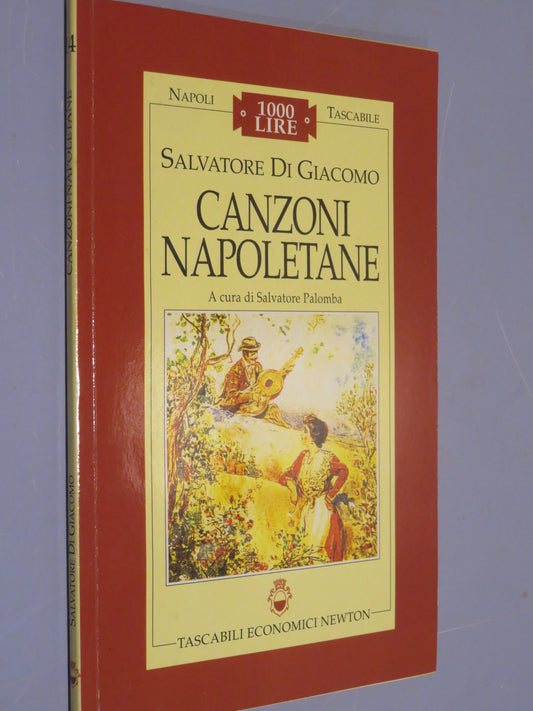 NAPOLI
1000
LIRE
TASCABILE
SALVATORE DI GIACOMO
CANZONI
NAPOLETANE
A cura di Salvatore Palomba
TASCABILI ECONOMICI NEWTON
4
CANZONI NAPOLETANE
SALVATORE DI GIACOMO